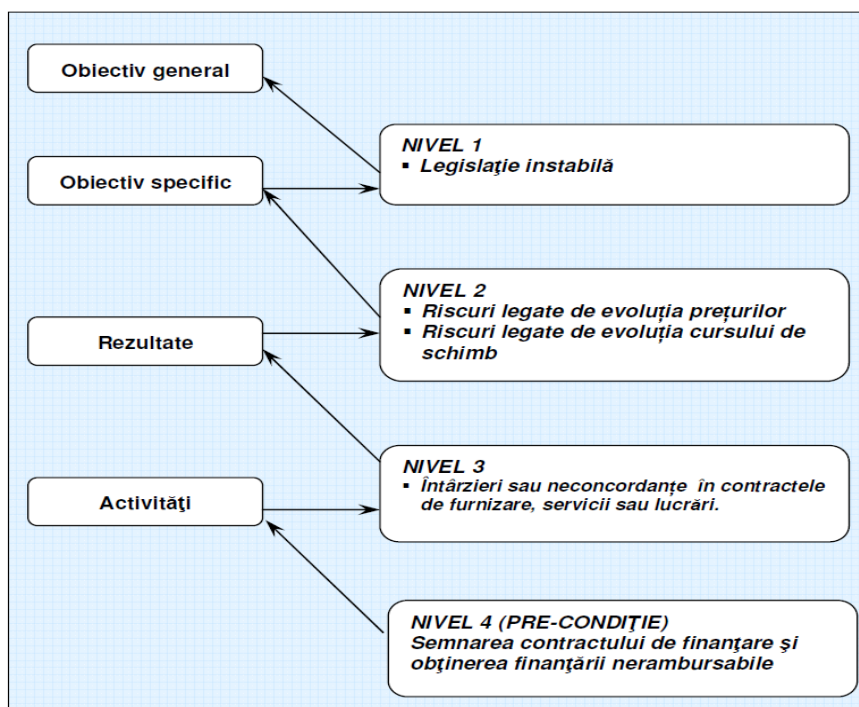 Obiectiv general
NIVEL 1
▪ Legislaţie instabilă
Obiectiv specific
NIVEL 2
▪ Riscuri legate de evoluția prețurilor
▪ Riscuri legate de evoluția cursului de
schimb
Rezultate
NIVEL 3
▪ Întârzieri sau neconcordanțe în contractele
de furnizare, servicii sau lucrări.
Activităţi
NIVEL 4 (PRE-CONDIŢIE)
Semnarea contractului de finanţare şi
obţinerea finanţării nerambursabile